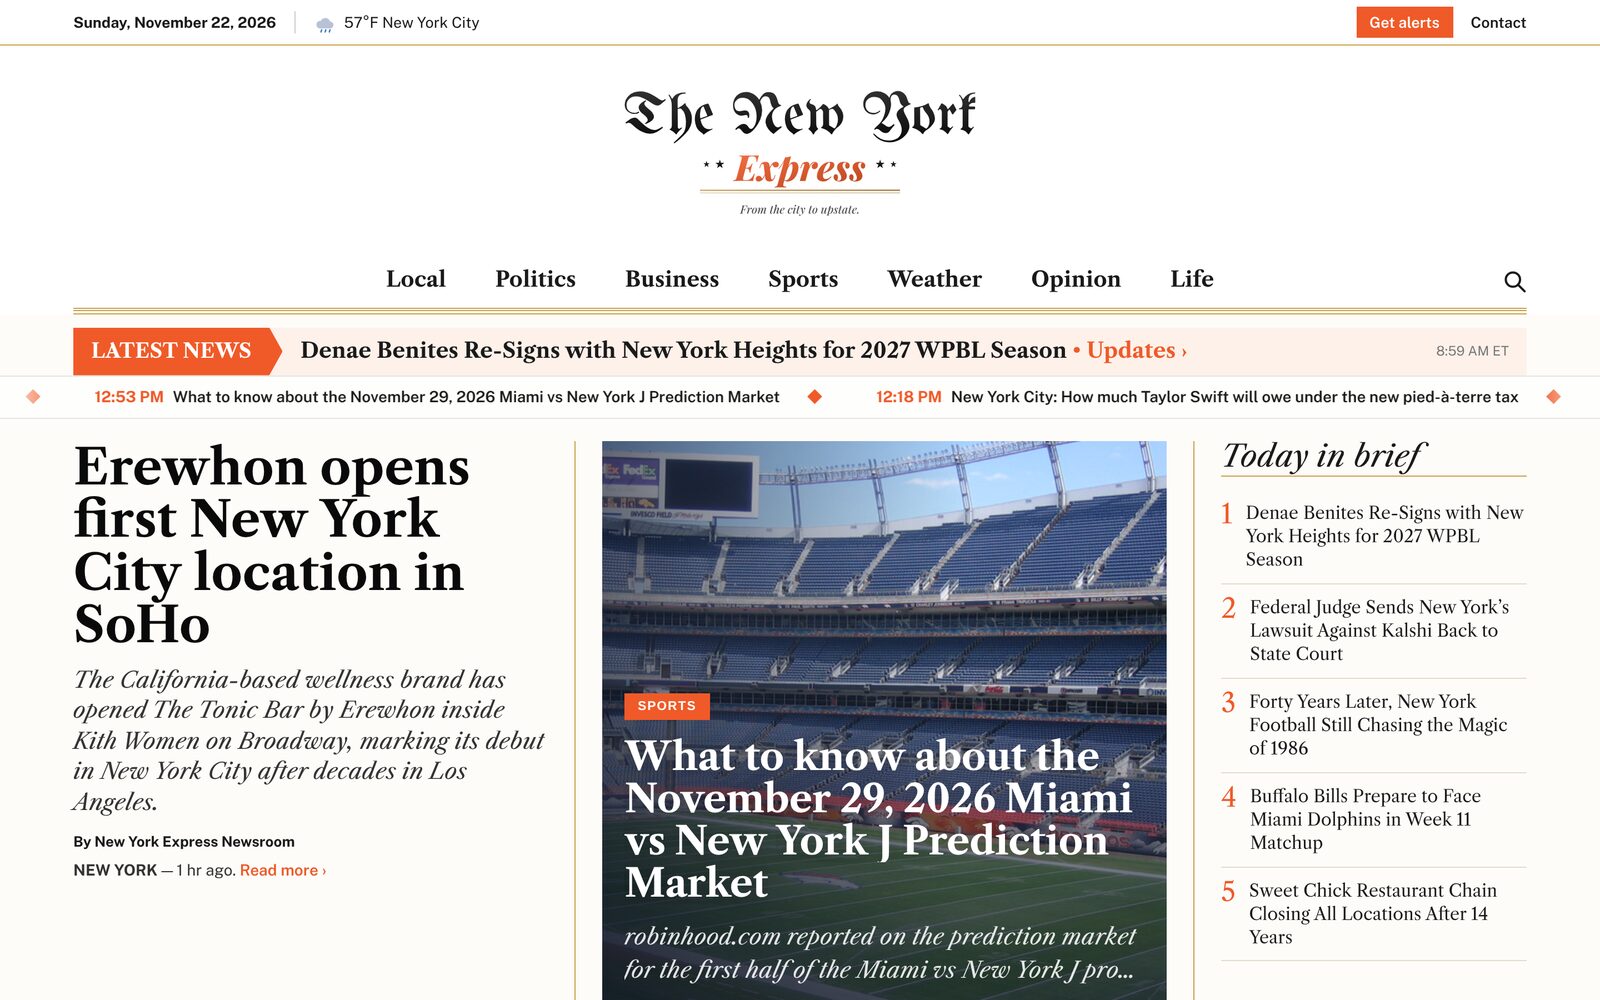 Sunday, November 22, 2026
57°F New York City
Get alerts
Contact
The New York
Express
From the city to upstate.
Local Politics Business Sports Weather Opinion Life
LATEST NEWS
Denae Benites Re-Signs with New York Heights for 2027 WPBL Season • Updates ›
8:59 AM ET
12:53 PM What to know about the November 29, 2026 Miami vs New York J Prediction Market
12:18 PM New York City: How much Taylor Swift will owe under the new pied-à-terre tax
Erewhon opens
first New York
City location in
SoHo
The California-based wellness brand has
opened The Tonic Bar by Erewhon inside
Kith Women on Broadway, marking its debut
in New York City after decades in Los
Angeles.
By New York Express Newsroom
NEW YORK — 1 hr ago. Read more ›
FedEx
INVESCO FIELD
SPORTS
What to know about the
November 29, 2026 Miami
vs New York J Prediction
Market
robinhood.com reported on the prediction market
for the first half of the Miami vs New York J pro...
Today in brief
1 Denae Benites Re-Signs with New
York Heights for 2027 WPBL
Season
2 Federal Judge Sends New York’s
Lawsuit Against Kalshi Back to
State Court
3 Forty Years Later, New York
Football Still Chasing the Magic
of 1986
4 Buffalo Bills Prepare to Face
Miami Dolphins in Week 11
Matchup
5 Sweet Chick Restaurant Chain
Closing All Locations After 14
Years